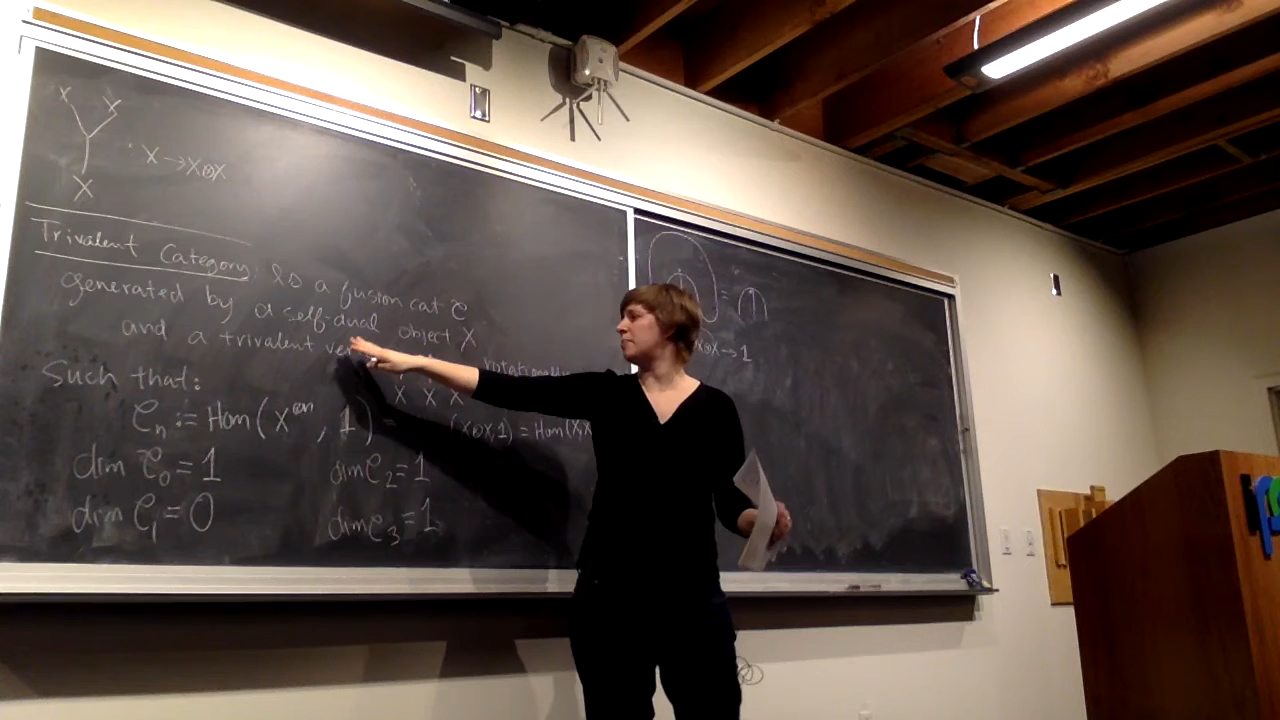 X X
X → X⊗X
X
Trivalent Category: Is a fusion cat 𝒞
generated by a self-dual object X
and a trivalent
rotationally
Such that:
X X X
𝒞ₙ := Hom(X^⊗n, 1) =
(X⊗X,1) = Hom(X,X
dim 𝒞₀ = 1 dim 𝒞₂ = 1
dim 𝒞₁ = 0 dim 𝒞₃ = 1
=
X⊗X → 1